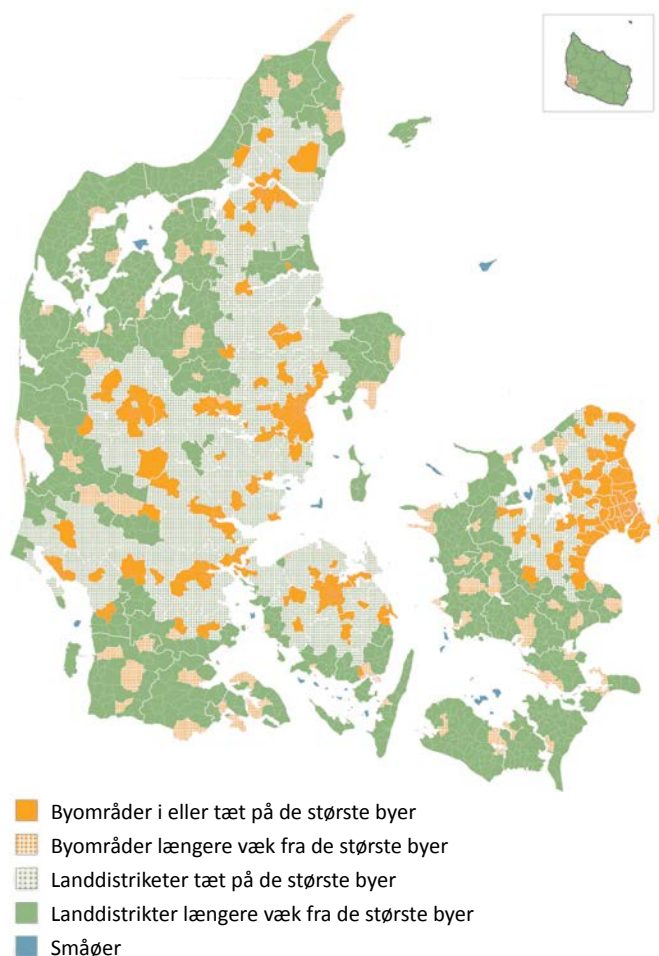 Byområder i eller tæt på de største byer
Byområder længere væk fra de største byer
Landdistriketer tæt på de største byer
Landdistrikter længere væk fra de største byer
Småøer